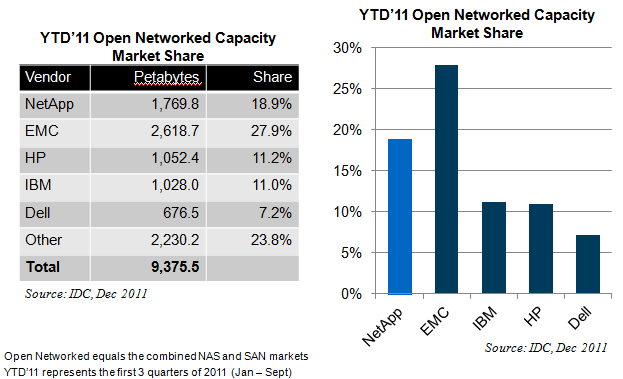 YTD’11 Open Networked Capacity
Market Share
Vendor Petabytes Share
NetApp 1,769.8 18.9%
EMC 2,618.7 27.9%
HP 1,052.4 11.2%
IBM 1,028.0 11.0%
Dell 676.5 7.2%
Other 2,230.2 23.8%
Total 9,375.5
Source: IDC, Dec 2011
Open Networked equals the combined NAS and SAN markets
YTD’11 represents the first 3 quarters of 2011 (Jan – Sept)
YTD’11 Open Networked Capacity
Market Share
30%
25%
20%
15%
10%
5%
0%
NetApp EMC IBM HP Dell
Source: IDC, Dec 2011